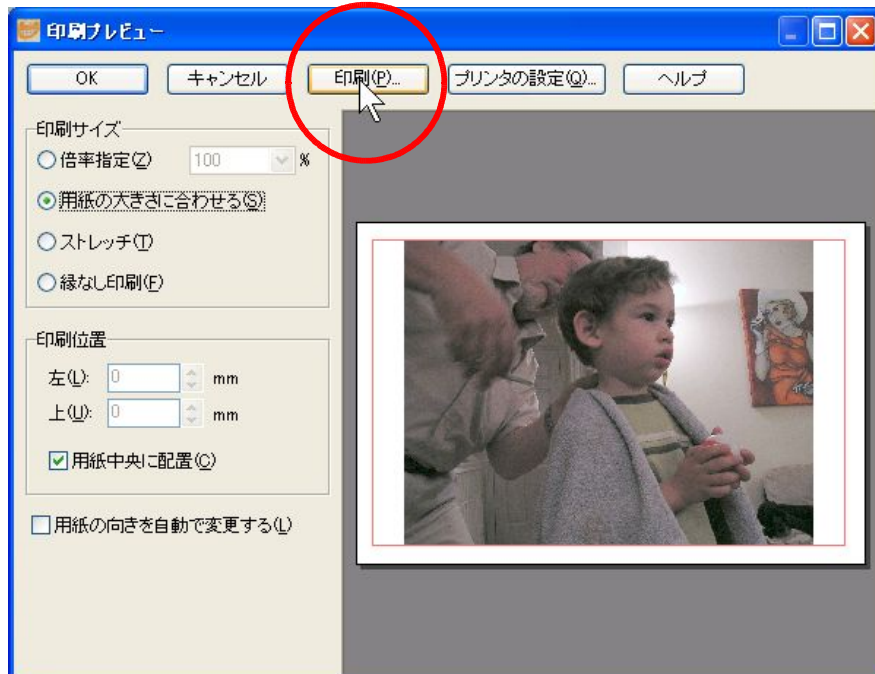 印刷プレビュー
OK キャンセル 印刷(P)... プリンタの設定(Q)... ヘルプ
印刷サイズ
倍率指定(Z) 100 %
用紙の大きさに合わせる(S)
ストレッチ(T)
縁なし印刷(F)
印刷位置
左(L): 0 mm
上(U): 0 mm
用紙中央に配置(C)
用紙の向きを自動で変更する(L)